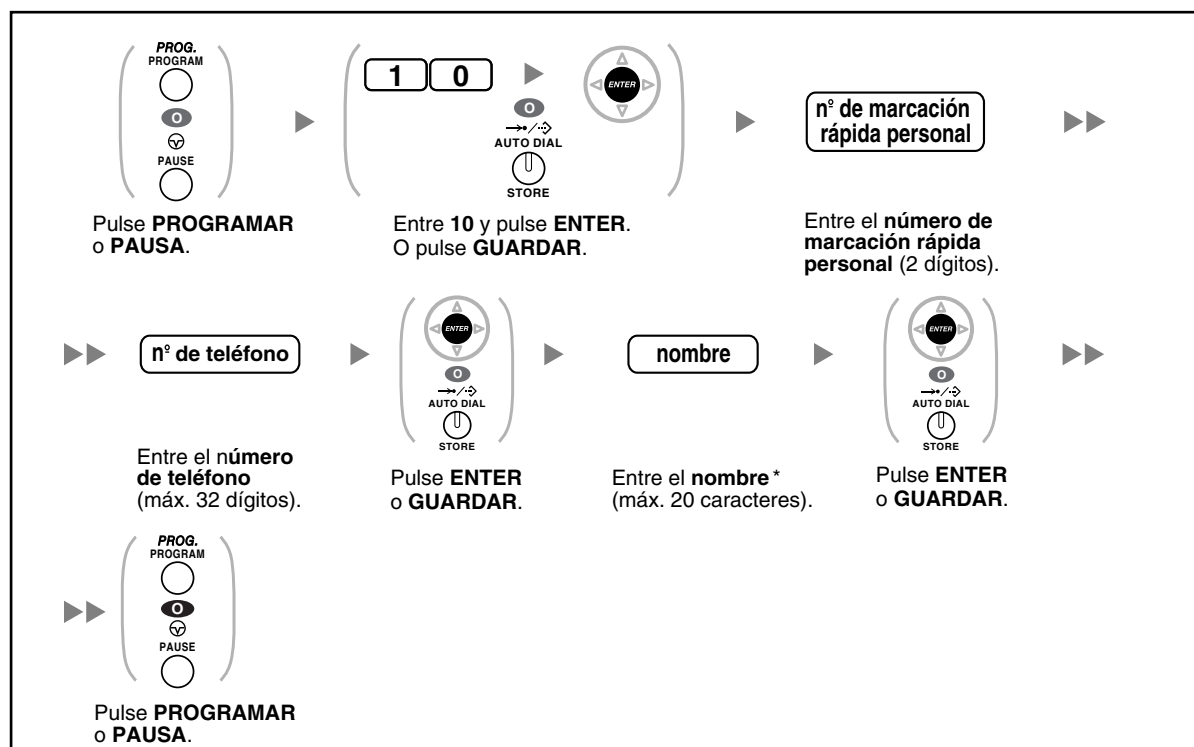 PROG.
PROGRAM
O
PAUSE
Pulse PROGRAMAR
o PAUSA.
1 0
ENTER
O
AUTO DIAL
STORE
Entre 10 y pulse ENTER.
O pulse GUARDAR.
nº de marcación
rápida personal
Entre el número de
marcación rápida
personal (2 dígitos).
nº de teléfono
Entre el número
de teléfono
(máx. 32 dígitos).
ENTER
O
AUTO DIAL
STORE
Pulse ENTER
o GUARDAR.
nombre
Entre el nombre*
(máx. 20 caracteres).
ENTER
O
AUTO DIAL
STORE
Pulse ENTER
o GUARDAR.
PROG.
PROGRAM
O
PAUSE
Pulse PROGRAMAR
o PAUSA.